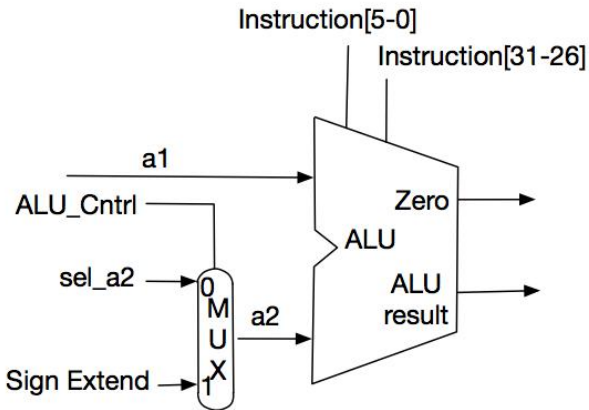 Instruction[5-0]
Instruction[31-26]
a1
ALU_Cntrl
Zero
ALU
sel_a2
0
M
U
X
1
a2
ALU
result
Sign Extend